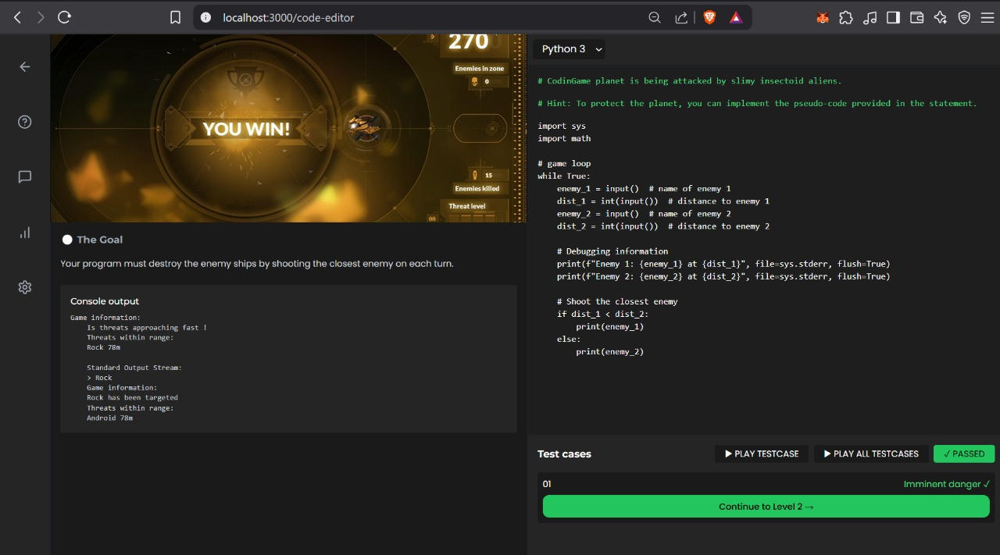 localhost:3000/code-editor
270
Enemies in zone
0
YOU WIN!
15
Enemies killed
Threat level
00
The Goal
Your program must destroy the enemy ships by shooting the closest enemy on each turn.
Console output
Game information:
Is threats approaching fast !
Threats within range:
Rock 78m
Standard Output Stream:
> Rock
Game information:
Rock has been targeted
Threats within range:
Android 78m
Python 3
# CodinGame planet is being attacked by slimy insectoid aliens.
# Hint: To protect the planet, you can implement the pseudo-code provided in the statement.
import sys
import math
# game loop
while True:
    enemy_1 = input()  # name of enemy 1
    dist_1 = int(input())  # distance to enemy 1
    enemy_2 = input()  # name of enemy 2
    dist_2 = int(input())  # distance to enemy 2
    # Debugging information
    print(f"Enemy 1: {enemy_1} at {dist_1}", file=sys.stderr, flush=True)
    print(f"Enemy 2: {enemy_2} at {dist_2}", file=sys.stderr, flush=True)
    # Shoot the closest enemy
    if dist_1 < dist_2:
        print(enemy_1)
    else:
        print(enemy_2)
Test cases
▶ PLAY TESTCASE
▶ PLAY ALL TESTCASES
✓ PASSED
01
Imminent danger ✓
Continue to Level 2 →